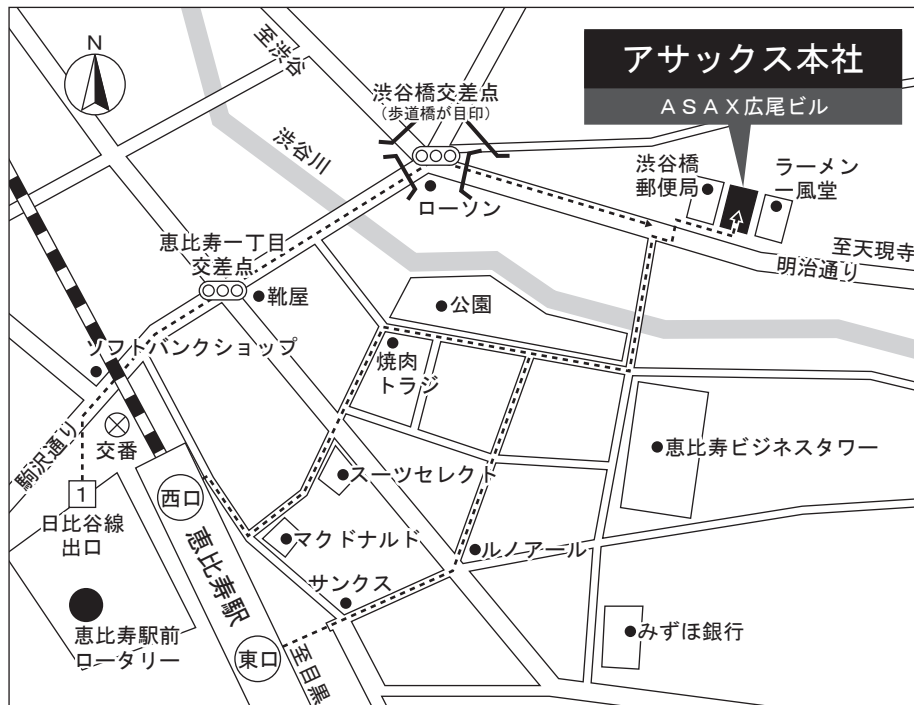 N
至渋谷
渋谷橋交差点
（歩道橋が目印）
アサックス本社
ASAX広尾ビル
渋谷川
渋谷橋
郵便局
ラーメン
一風堂
ローソン
恵比寿一丁目
交差点
至天現寺
明治通り
靴屋
公園
ソフトバンクショップ
焼肉
トラジ
駒沢通り
交番
恵比寿ビジネスタワー
スーツセレクト
1
西口
日比谷線
出口
マクドナルド
ルノアール
恵比寿駅
サンクス
恵比寿駅前
ロータリー
みずほ銀行
東口
至目黒